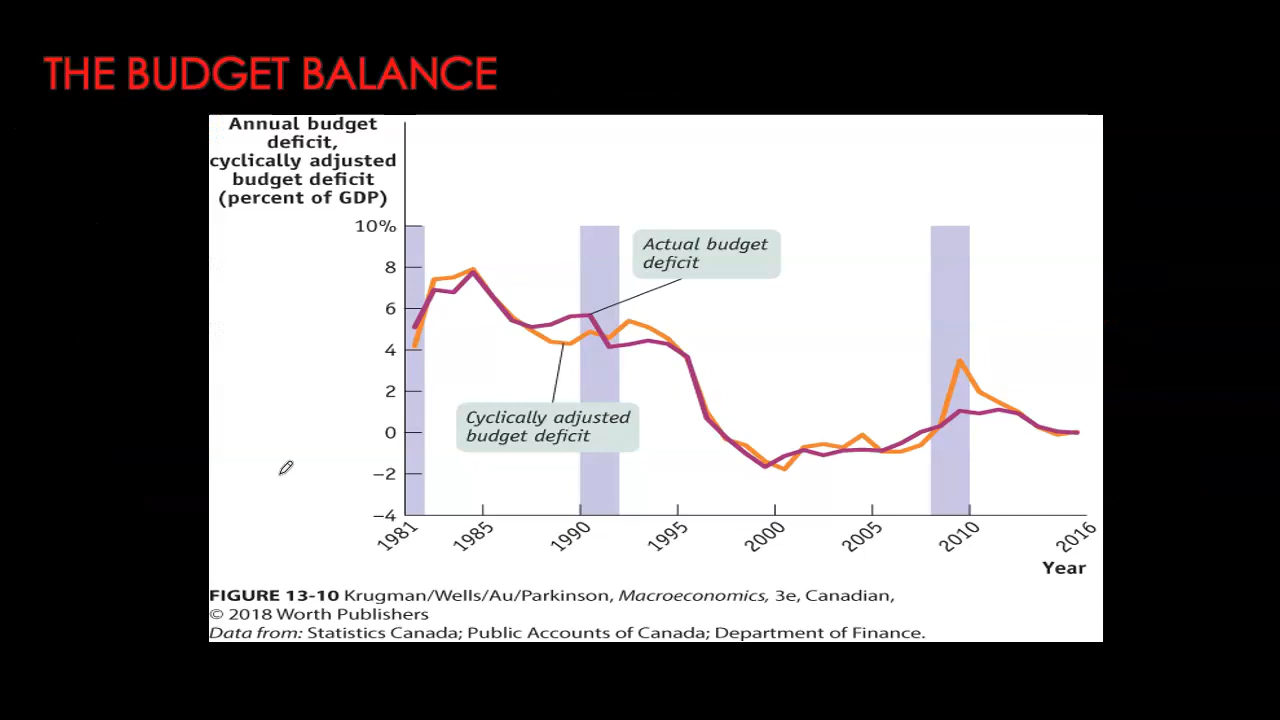 THE BUDGET BALANCE
Annual budget
deficit,
cyclically adjusted
budget deficit
(percent of GDP)
10%
8
6
4
2
0
−2
−4
Actual budget
deficit
Cyclically adjusted
budget deficit
1981
1985
1990
1995
2000
2005
2010
2016
Year
FIGURE 13-10 Krugman/Wells/Au/Parkinson, Macroeconomics, 3e, Canadian,
© 2018 Worth Publishers
Data from: Statistics Canada; Public Accounts of Canada; Department of Finance.